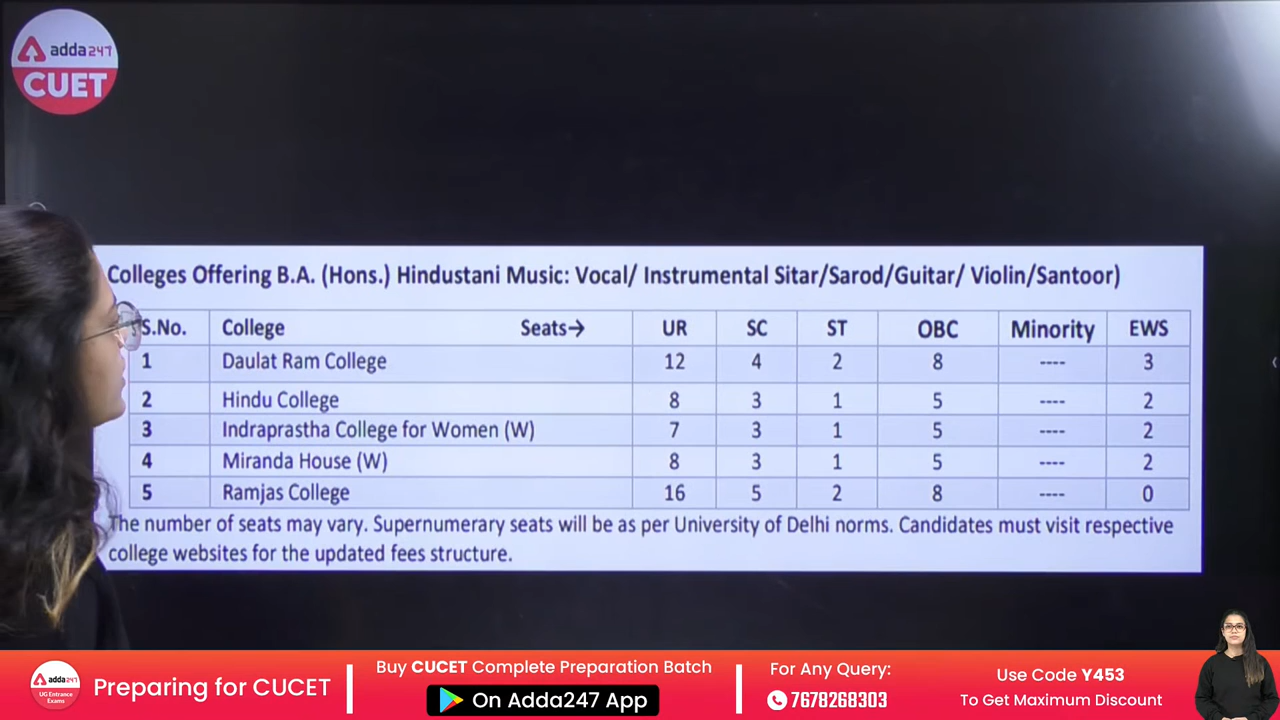 adda247
CUET
Colleges Offering B.A. (Hons.) Hindustani Music: Vocal/ Instrumental Sitar/Sarod/Guitar/ Violin/Santoor)
S.No. College Seats→ UR SC ST OBC Minority EWS
1 Daulat Ram College 12 4 2 8 ---- 3
2 Hindu College 8 3 1 5 ---- 2
3 Indraprastha College for Women (W) 7 3 1 5 ---- 2
4 Miranda House (W) 8 3 1 5 ---- 2
5 Ramjas College 16 5 2 8 ---- 0
The number of seats may vary. Supernumerary seats will be as per University of Delhi norms. Candidates must visit respective
college websites for the updated fees structure.
adda247
UG Entrance
Exams
Preparing for CUCET
Buy CUCET Complete Preparation Batch
On Adda247 App
For Any Query:
7678268303
Use Code Y453
To Get Maximum Discount